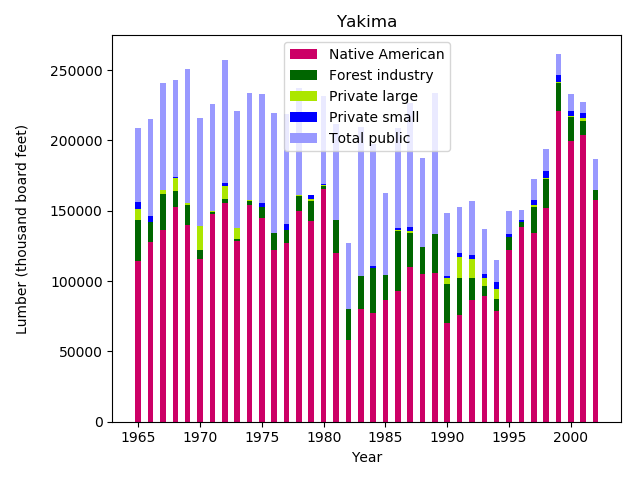 Yakima
Native American
Forest industry
Private large
Private small
Total public
Lumber (thousand board feet)
250000
200000
150000
100000
50000
0
1965 1970 1975 1980 1985 1990 1995 2000
Year